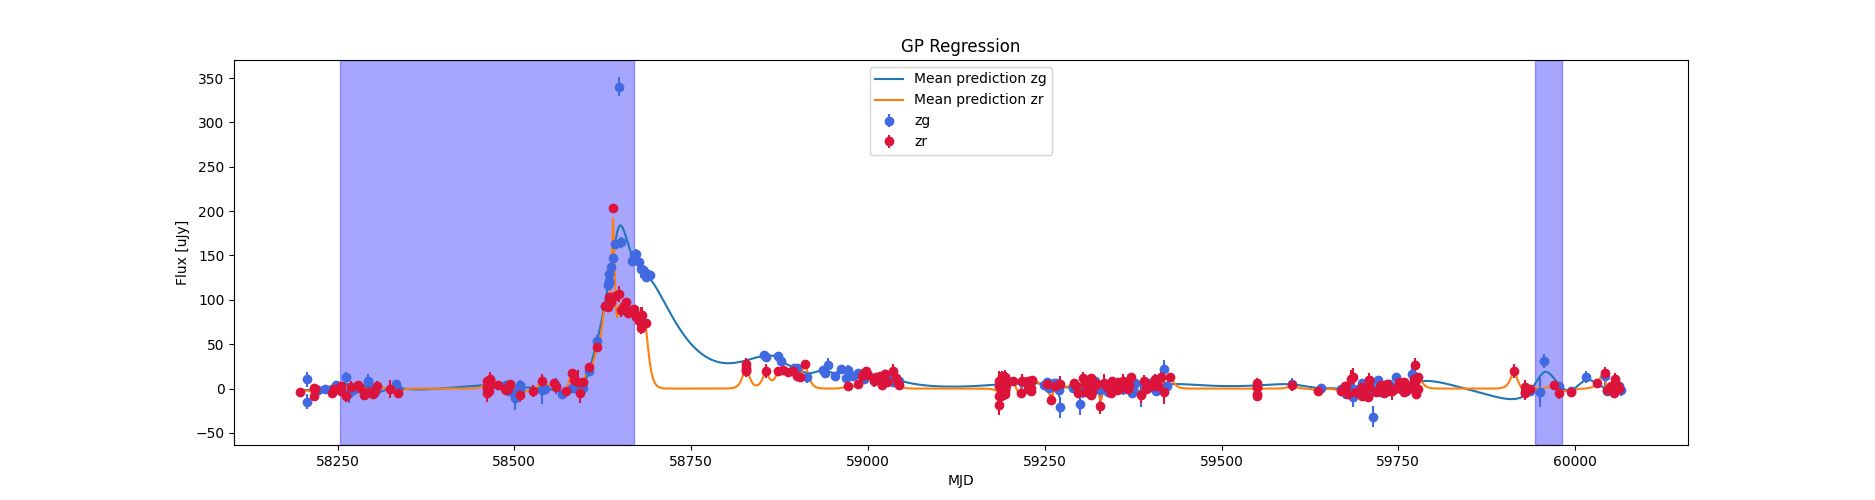 GP Regression
350
300
250
200
150
100
50
0
−50
Flux [uJy]
Mean prediction zg
Mean prediction zr
zg
zr
58250 58500 58750 59000 59250 59500 59750 60000
MJD